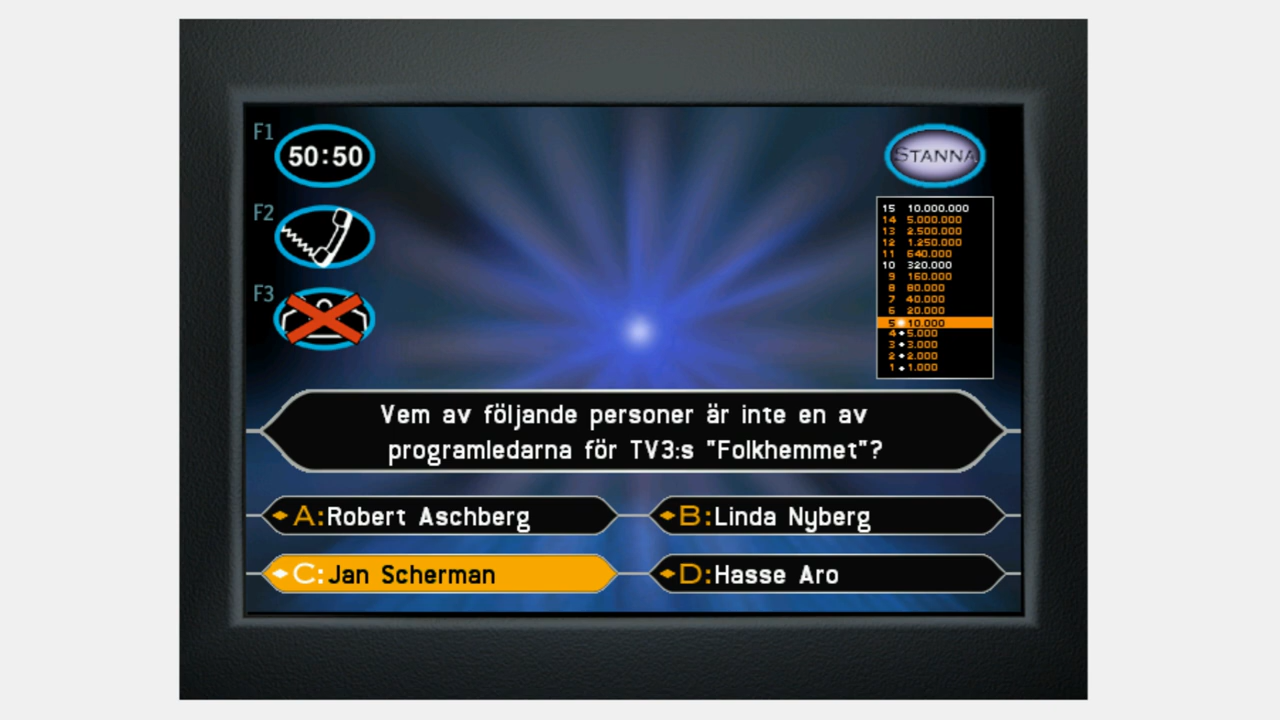 F1
50:50
F2
F3
STANNA
15 10.000.000
14 5.000.000
13 2.500.000
12 1.250.000
11 640.000
10 320.000
9 160.000
8 80.000
7 40.000
6 20.000
5 10.000
4 5.000
3 3.000
2 2.000
1 1.000
Vem av följande personer är inte en av
programledarna för TV3:s "Folkhemmet"?
A: Robert Aschberg
B: Linda Nyberg
C: Jan Scherman
D: Hasse Aro